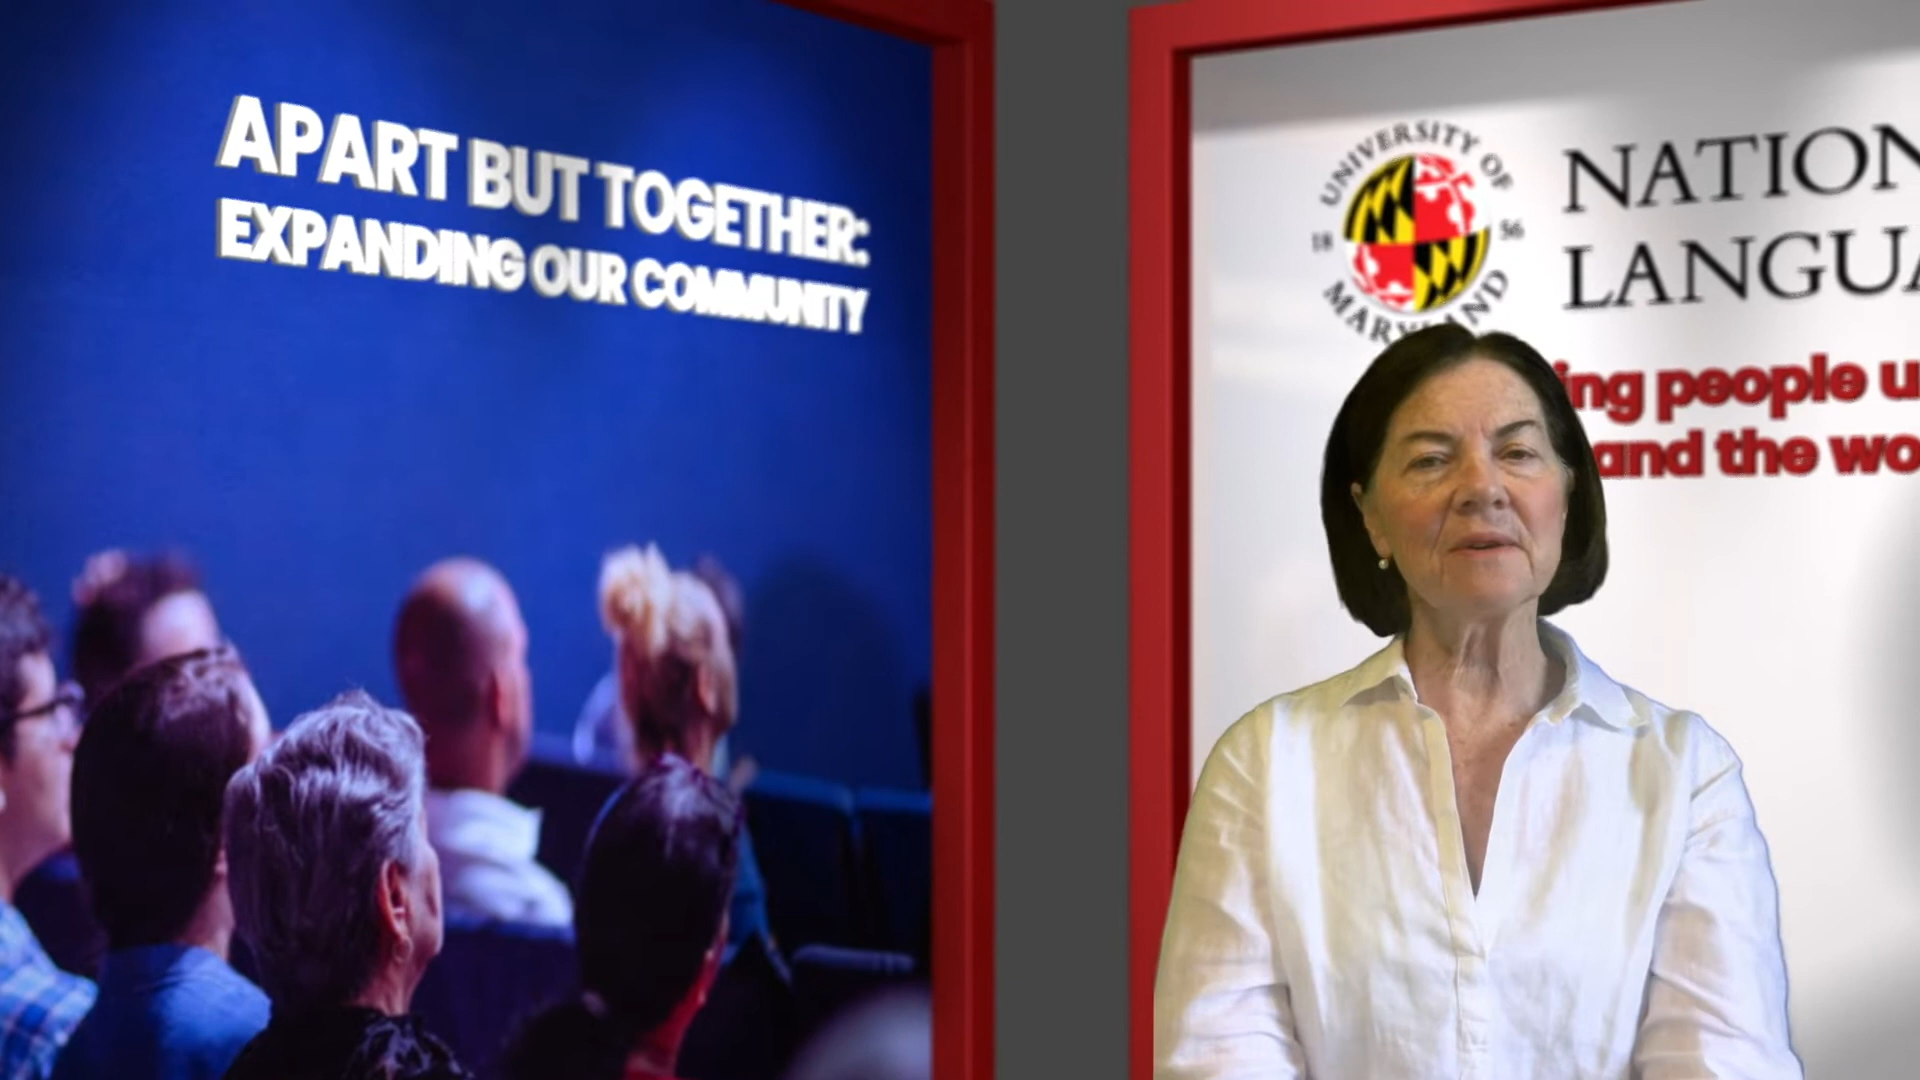 APART BUT TOGETHER:
EXPANDING OUR COMMUNITY
UNIVERSITY OF
18 56
MARYLAND
NATION
LANGUA
ing people u
and the wo